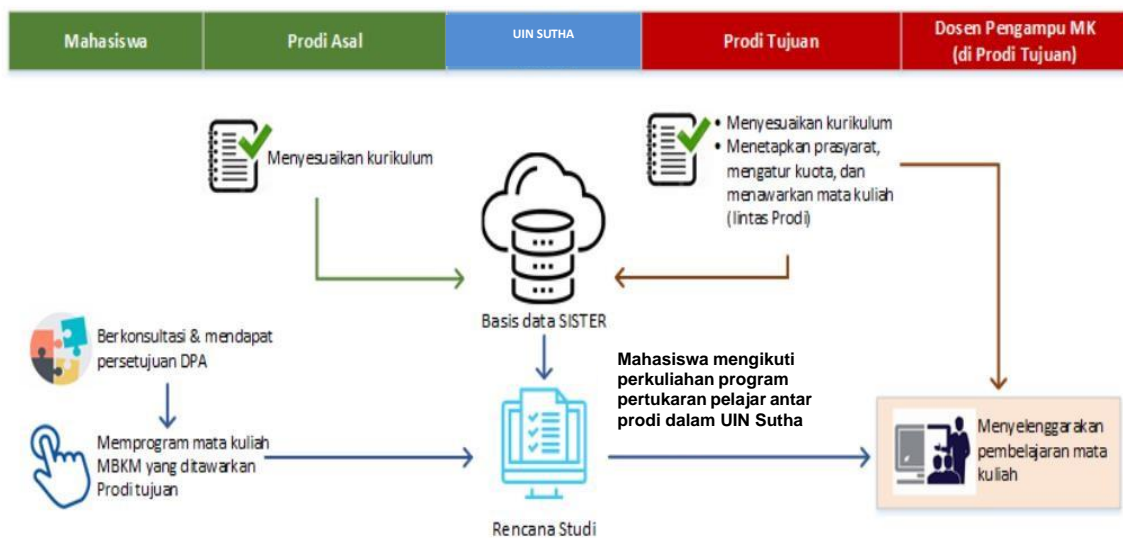 Mahasiswa
Prodi Asal
UIN SUTHA
Prodi Tujuan
Dosen Pengampu MK
(di Prodi Tujuan)
Menyesuaikan kurikulum
• Menyesuaikan kurikulum
• Menetapkan prasyarat,
mengatur kuota, dan
menawarkan mata kuliah
(lintas Prodi)
Basis data SISTER
Berkonsultasi & mendapat
persetujuan DPA
Mahasiswa mengikuti
perkuliahan program
pertukaran pelajar antar
prodi dalam UIN Sutha
Memprogram mata kuliah
MBKM yang ditawarkan
Prodi tujuan
Rencana Studi
Menyelenggarakan
pembelajaran mata
kuliah